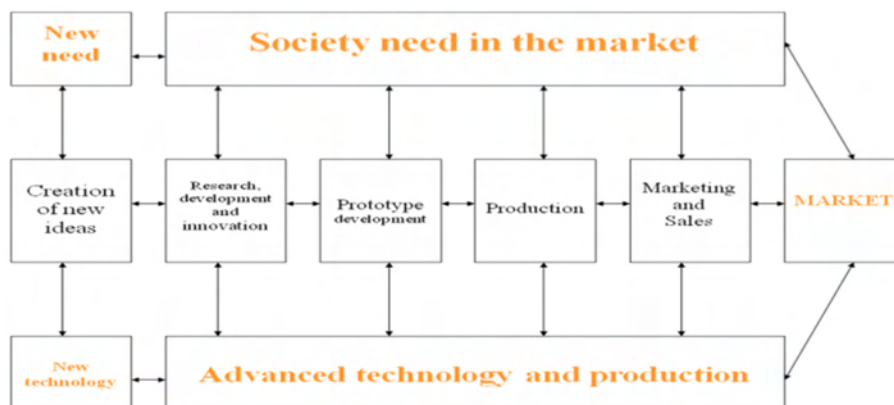 New
need
Society need in the market
Creation
of new
ideas
Research,
development
and
innovation
Prototype
development
Production
Marketing
and
Sales
MARKET
New
technology
Advanced technology and production